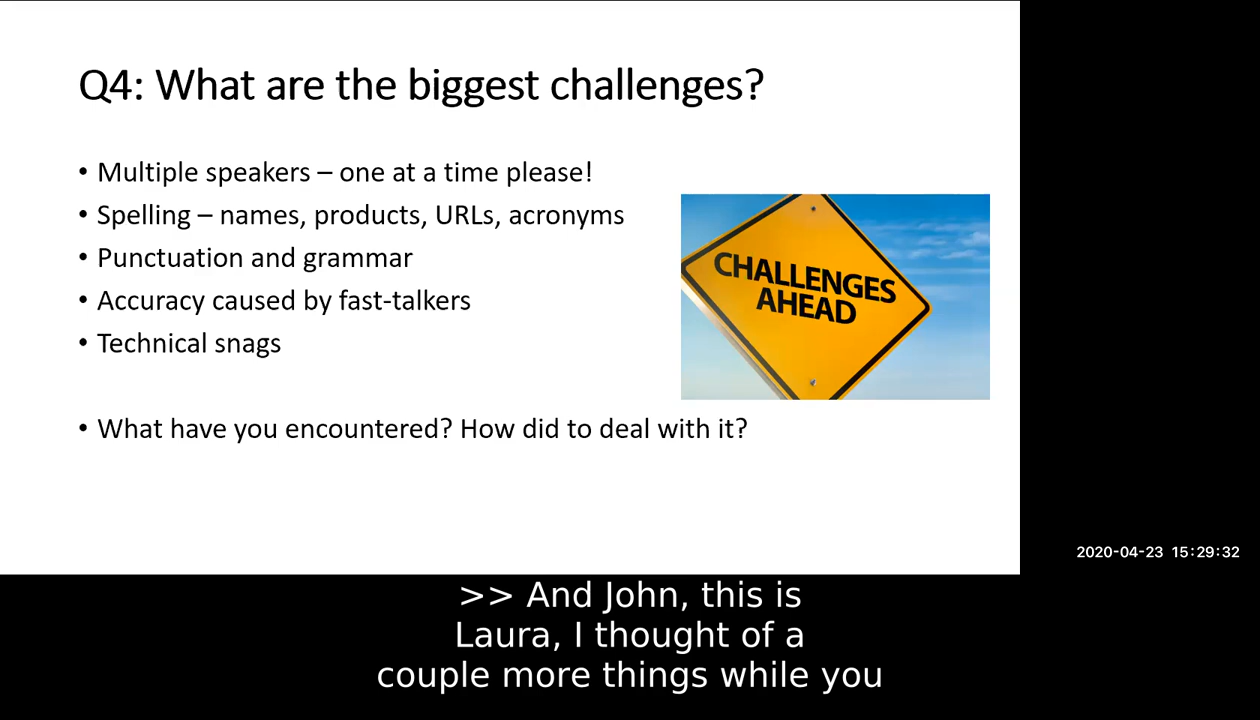 Q4: What are the biggest challenges?
• Multiple speakers – one at a time please!
• Spelling – names, products, URLs, acronyms
• Punctuation and grammar
• Accuracy caused by fast-talkers
• Technical snags
CHALLENGES
AHEAD
• What have you encountered? How did to deal with it?
2020-04-23 15:29:32
>> And John, this is
Laura, I thought of a
couple more things while you